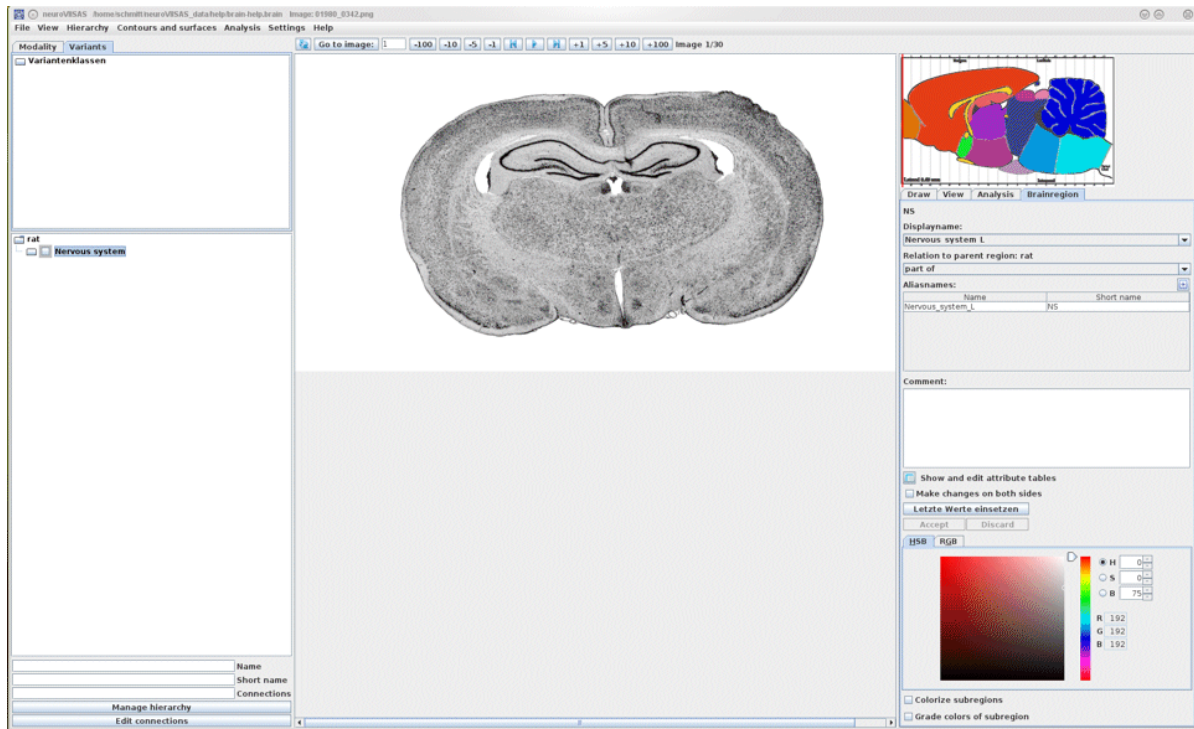 neuroVIISAS /home/schmitt/neuroVIISAS_data/help/brain-help.brain Image: 01980_0342.png
File View Hierarchy Contours and surfaces Analysis Settings Help
Modality Variants
Go to image: 1 -100 -10 -5 -1 +1 +5 +10 +100 Image 1/30
Variantenklassen
rat
Nervous system
Name
Short name
Connections
Manage hierarchy
Edit connections
Draw View Analysis Brainregion
NS
Displayname:
Nervous system L
Relation to parent region: rat
part of
Aliasnames:
Name Short name
Nervous_system_L NS
Comment:
Show and edit attribute tables
Make changes on both sides
Letzte Werte einsetzen
Accept Discard
HSB RGB
H 0
S 0
B 75
R 192
G 192
B 192
Colorize subregions
Grade colors of subregion